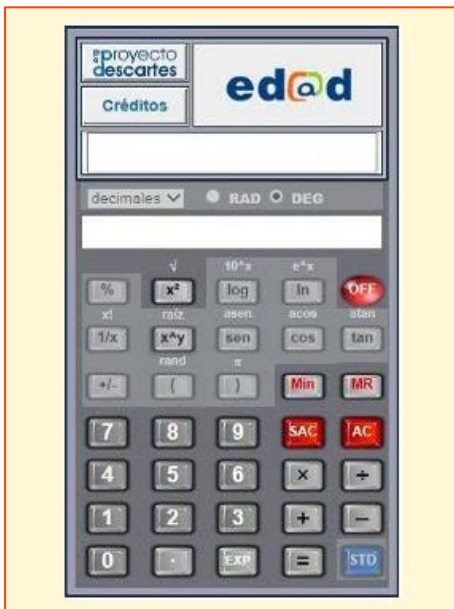 proyecto
descartes
Créditos
ed@d
decimales RAD DEG
√ 10^x e^x
% x² log ln OFF
x! raíz asen acos atan
1/x x^y sen cos tan
rand π
+/- ( ) Min MR
7 8 9 SAC AC
4 5 6 × ÷
1 2 3 + −
0 . EXP = STO